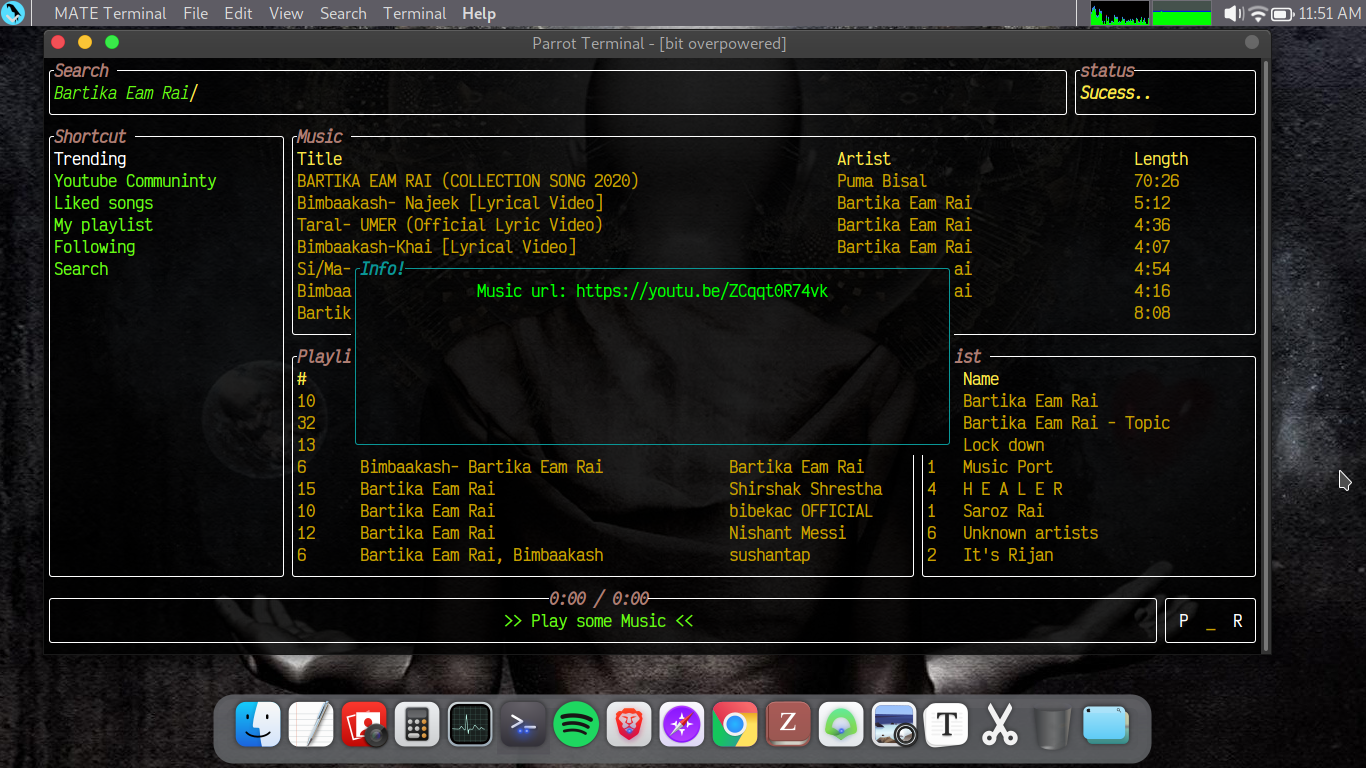 MATE Terminal File Edit View Search Terminal Help 11:51 AM
Parrot Terminal - [bit overpowered]
Search
Bartika Eam Rai/
status
Sucess..
Shortcut
Trending
Youtube Communinty
Liked songs
My playlist
Following
Search
Music
Title Artist Length
BARTIKA EAM RAI (COLLECTION SONG 2020) Puma Bisal 70:26
Bimbaakash- Najeek [Lyrical Video] Bartika Eam Rai 5:12
Taral- UMER (Official Lyric Video) Bartika Eam Rai 4:36
Bimbaakash-Khai [Lyrical Video] Bartika Eam Rai 4:07
Si/Ma- ai 4:54
Bimbaa ai 4:16
Bartik 8:08
Info!
Music url: https://youtu.be/ZCqqt0R74vk
Playli
#
10
32
13
6 Bimbaakash- Bartika Eam Rai Bartika Eam Rai
15 Bartika Eam Rai Shirshak Shrestha
10 Bartika Eam Rai bibekac OFFICIAL
12 Bartika Eam Rai Nishant Messi
6 Bartika Eam Rai, Bimbaakash sushantap
ist
Name
Bartika Eam Rai
Bartika Eam Rai - Topic
Lock down
1 Music Port
4 H E A L E R
1 Saroz Rai
6 Unknown artists
2 It's Rijan
0:00 / 0:00
>> Play some Music <<
P _ R
>_
Z
T